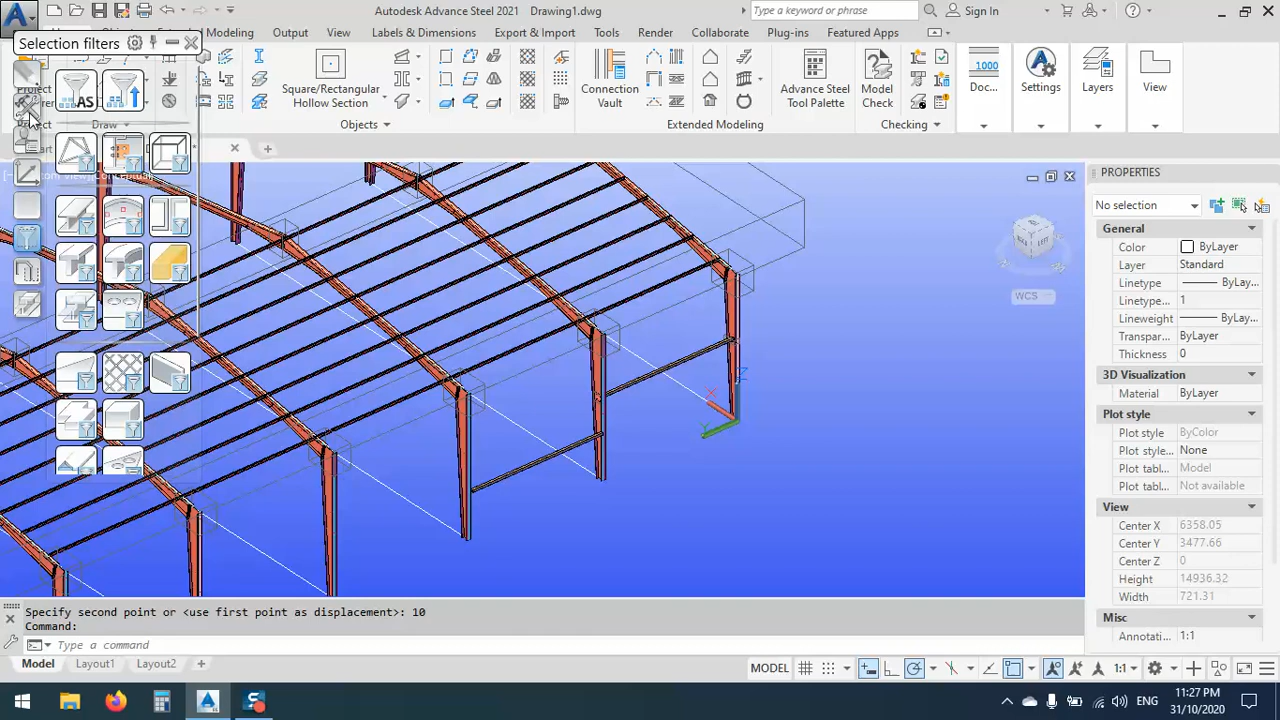 Autodesk Advance Steel 2021 Drawing1.dwg
Type a keyword or phrase
Sign In
Modeling Output View Labels & Dimensions Export & Import Tools Render Collaborate Plug-ins Featured Apps
Selection filters
AS
Draw
Square/Rectangular
Hollow Section
Objects
Connection
Vault
Extended Modeling
Advance Steel
Tool Palette
Model
Check
Checking
1000
Doc...
Settings
Layers
View
PROPERTIES
No selection
General
Color ByLayer
Layer Standard
Linetype ByLa...
Linetype... 1
Lineweight ByLay...
Transpar... ByLayer
Thickness 0
3D Visualization
Material ByLayer
Plot style
Plot style ByColor
Plot style... None
Plot tabl... Model
Plot tabl... Not available
View
Center X 6358.05
Center Y 3477.66
Center Z 0
Height 14936.32
Width 721.31
Misc
Annotati... 1:1
LEFT
WCS
X
Y
Z
Specify second point or <use first point as displacement>: 10
Command:
Type a command
Model Layout1 Layout2 +
MODEL
1:1
ENG
11:27 PM
31/10/2020